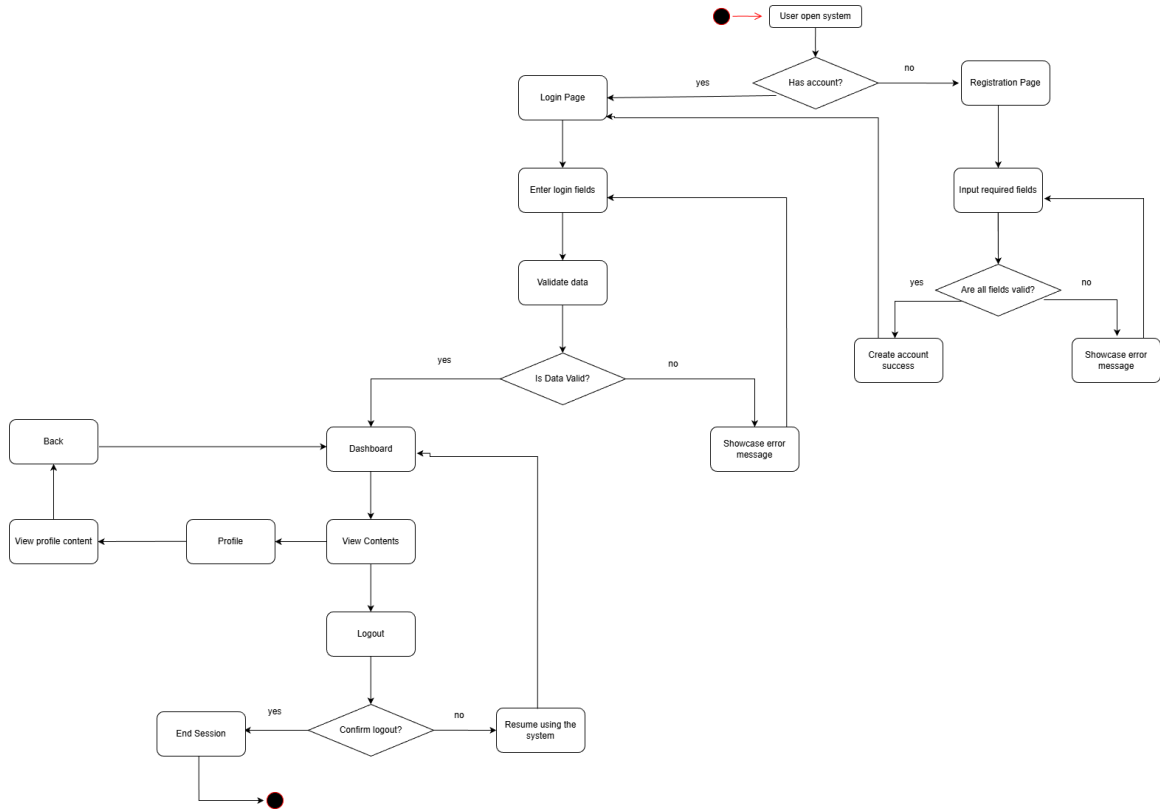 User open system
Has account?
yes
no
Login Page
Registration Page
Enter login fields
Input required fields
Validate data
Are all fields valid?
yes
no
Create account
success
Showcase error
message
Is Data Valid?
yes
no
Showcase error
message
Back
Dashboard
View profile content
Profile
View Contents
Logout
Confirm logout?
yes
no
End Session
Resume using the
system